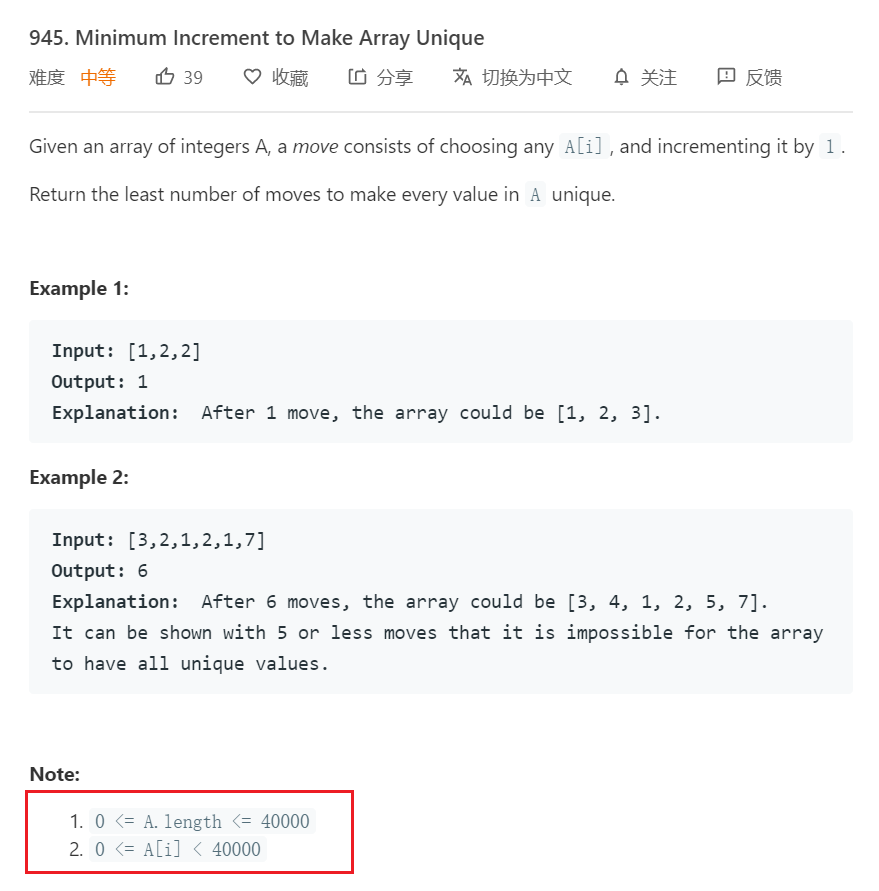 945. Minimum Increment to Make Array Unique
难度 中等 39 收藏 分享 切换为中文 关注 反馈
Given an array of integers A, a move consists of choosing any A[i], and incrementing it by 1.
Return the least number of moves to make every value in A unique.
Example 1:
Input: [1,2,2]
Output: 1
Explanation: After 1 move, the array could be [1, 2, 3].
Example 2:
Input: [3,2,1,2,1,7]
Output: 6
Explanation: After 6 moves, the array could be [3, 4, 1, 2, 5, 7].
It can be shown with 5 or less moves that it is impossible for the array
to have all unique values.
Note:
1. 0 <= A.length <= 40000
2. 0 <= A[i] < 40000